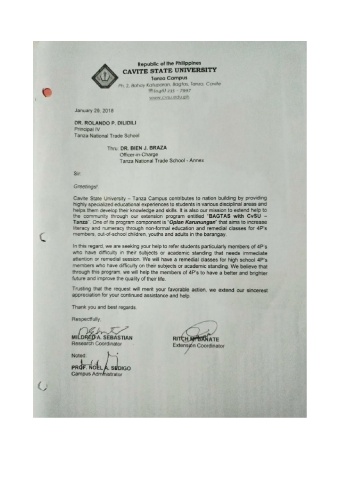 Republic of the Philippines
CAVITE STATE UNIVERSITY
Tanza Campus
Ph. 2, Bahay Katuparan, Bagtas, Tanza, Cavite
www.cvsu.edu.ph
January 29, 2018
DR. ROLANDO P. DILIDILI
Principal IV
Tanza National Trade School
Thru: DR. BIEN J. BRAZA
Officer-in-Charge
Tanza National Trade School - Annex
Sir:
Greetings!
Cavite State University – Tanza Campus contributes to nation building by providing
highly specialized educational experiences to students in various disciplinal areas and
helps them develop their knowledge and skills. It is also our mission to extend help to
the community through our extension program entitled "BAGTAS with CvSU –
Tanza". One of its program component is "Oplan Karunungan" that aims to increase
literacy and numeracy through non-formal education and remedial classes for 4P's
members, out-of-school children, youths and adults in the barangay.
In this regard, we are seeking your help to refer students particularly members of 4P's
who have difficulty in their subjects or academic standing that needs immediate
attention or remedial session. We will have a remedial classes for high school 4P's
members who have difficulty on their subjects or academic standing. We believe that
through this program, we will help the members of 4P's to have a better and brighter
future and improve the quality of their life.
Trusting that the request will merit your favorable action, we extend our sincerest
appreciation for your continued assistance and help.
Thank you and best regards.
Respectfully,
MILDRED A. SEBASTIAN
RITCH
Research Coordinator
Extension Coordinator
Noted:
PROF. NOEL A. SEDIGO
Campus Administrator